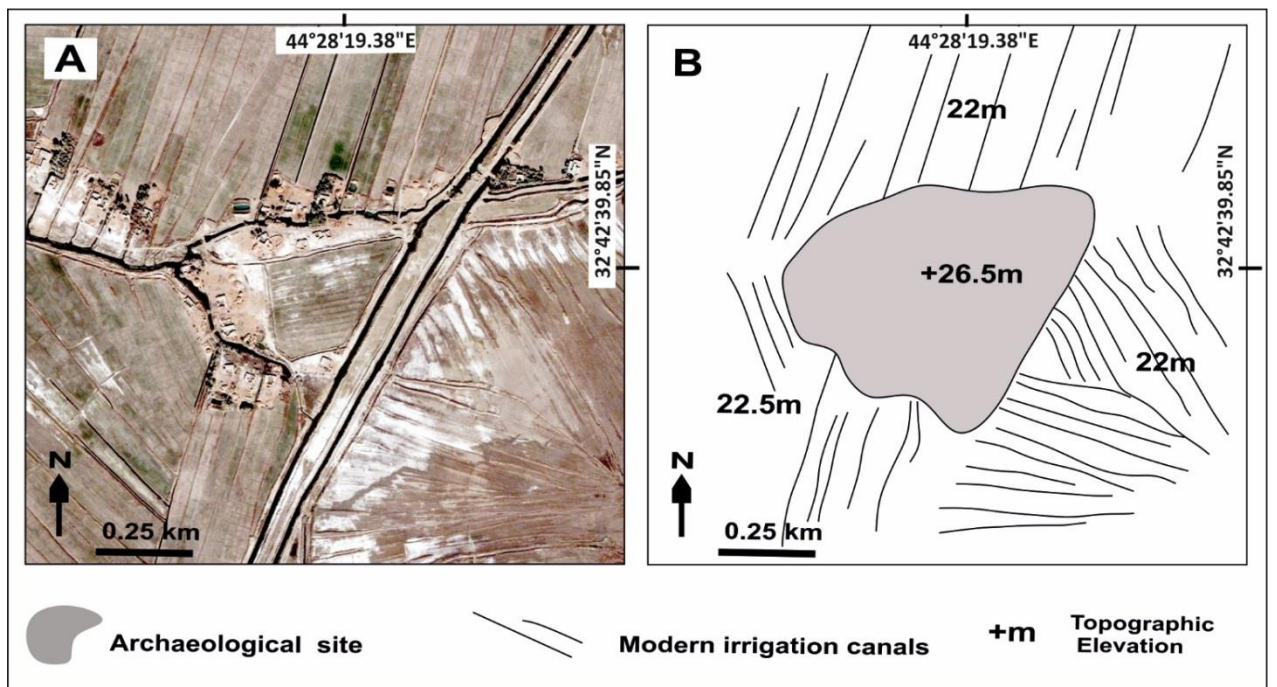 44°28'19.38"E
A
32°42'39.85"N
N
0.25 km
44°28'19.38"E
B
22m
32°42'39.85"N
+26.5m
22m
22.5m
N
0.25 km
Archaeological site
Modern irrigation canals
+m
Topographic
Elevation